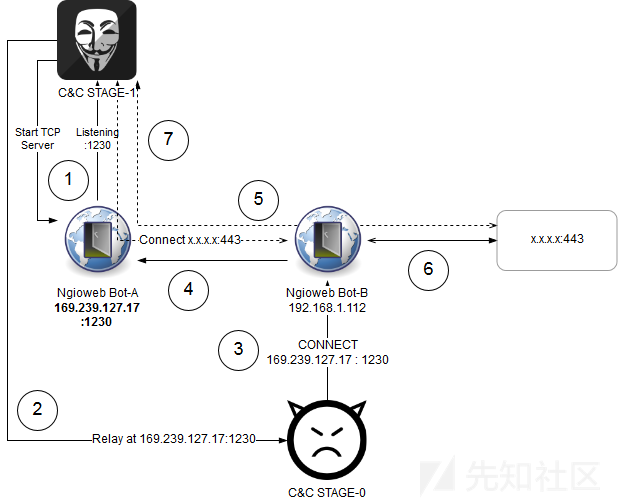 C&C STAGE-1
Start TCP
Server
Listening
:1230
1
7
5
Connect x.x.x.x:443
x.x.x.x:443
6
4
Ngioweb Bot-A
169.239.127.17
:1230
Ngioweb Bot-B
192.168.1.112
3
CONNECT
169.239.127.17 : 1230
2
Relay at 169.239.127.17:1230
C&C STAGE-0
先知社区